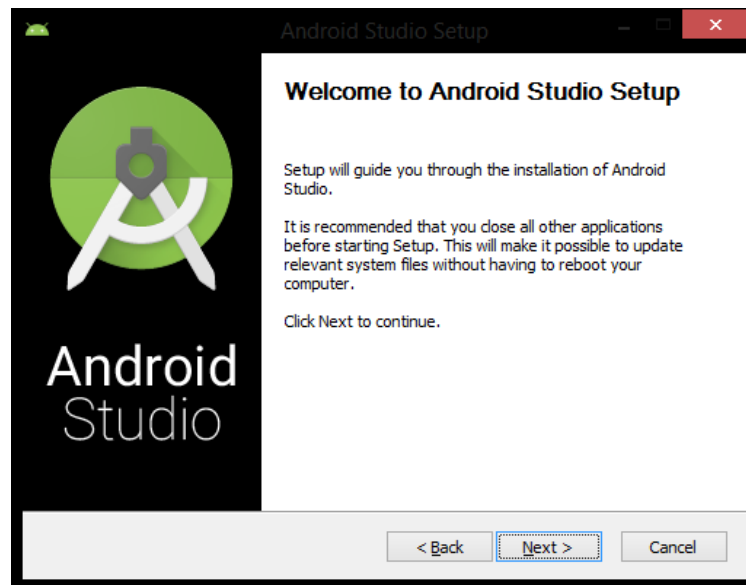 Android Studio Setup
Welcome to Android Studio Setup
Setup will guide you through the installation of Android
Studio.
It is recommended that you close all other applications
before starting Setup. This will make it possible to update
relevant system files without having to reboot your
computer.
Click Next to continue.
Android
Studio
< Back Next > Cancel